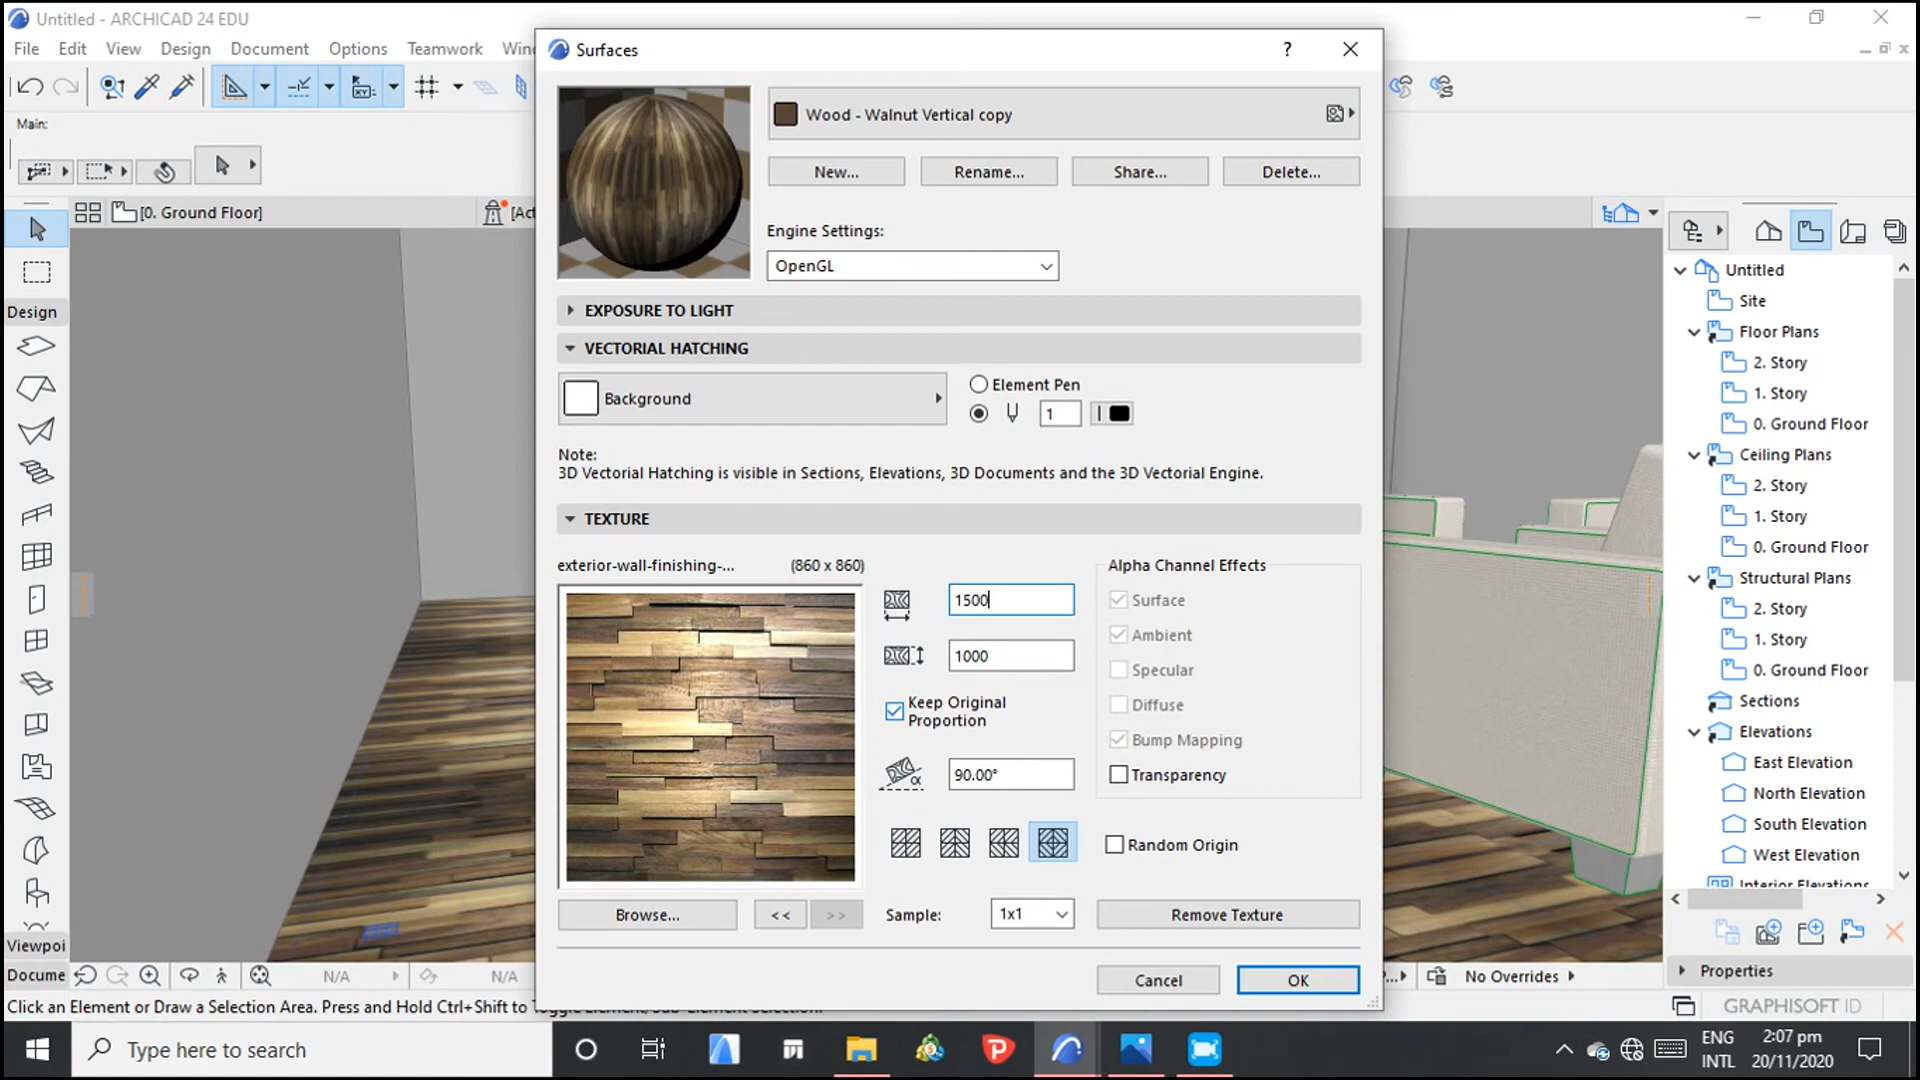 Untitled - ARCHICAD 24 EDU
File Edit View Design Document Options Teamwork
Main:
[0. Ground Floor]
Design
Viewpoi
Docume
N/A
N/A
Click an Element or Draw a Selection Area. Press and Hold Ctrl+Shift to
Surfaces
?
Wood - Walnut Vertical copy
New... Rename... Share... Delete...
Engine Settings:
OpenGL
EXPOSURE TO LIGHT
VECTORIAL HATCHING
Background
Element Pen
1
Note:
3D Vectorial Hatching is visible in Sections, Elevations, 3D Documents and the 3D Vectorial Engine.
TEXTURE
exterior-wall-finishing-... (860 x 860)
1500
1000
Keep Original
Proportion
90.00°
Alpha Channel Effects
Surface
Ambient
Specular
Diffuse
Bump Mapping
Transparency
Random Origin
Browse... << >> Sample: 1x1 Remove Texture
Cancel OK
Untitled
Site
Floor Plans
2. Story
1. Story
0. Ground Floor
Ceiling Plans
2. Story
1. Story
0. Ground Floor
Structural Plans
2. Story
1. Story
0. Ground Floor
Sections
Elevations
East Elevation
North Elevation
South Elevation
West Elevation
Interior Elevations
Properties
No Overrides
GRAPHISOFT ID
Type here to search
ENG
INTL
2:07 pm
20/11/2020